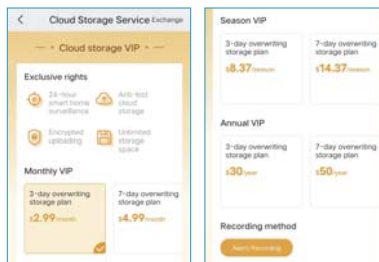 Cloud Storage Service Exchange
Cloud storage VIP
Exclusive rights
24-hour
smart home
surveillance
Anti-lost
cloud
storage
Encrypted
uploading
Unlimited
storage
space
Monthly VIP
3-day overwriting
storage plan
$2.99/month
7-day overwriting
storage plan
$4.99/month
Season VIP
3-day overwriting
storage plan
$8.37/season
7-day overwriting
storage plan
$14.37/season
Annual VIP
3-day overwriting
storage plan
$30/year
7-day overwriting
storage plan
$50/year
Recording method
Alarm Recording